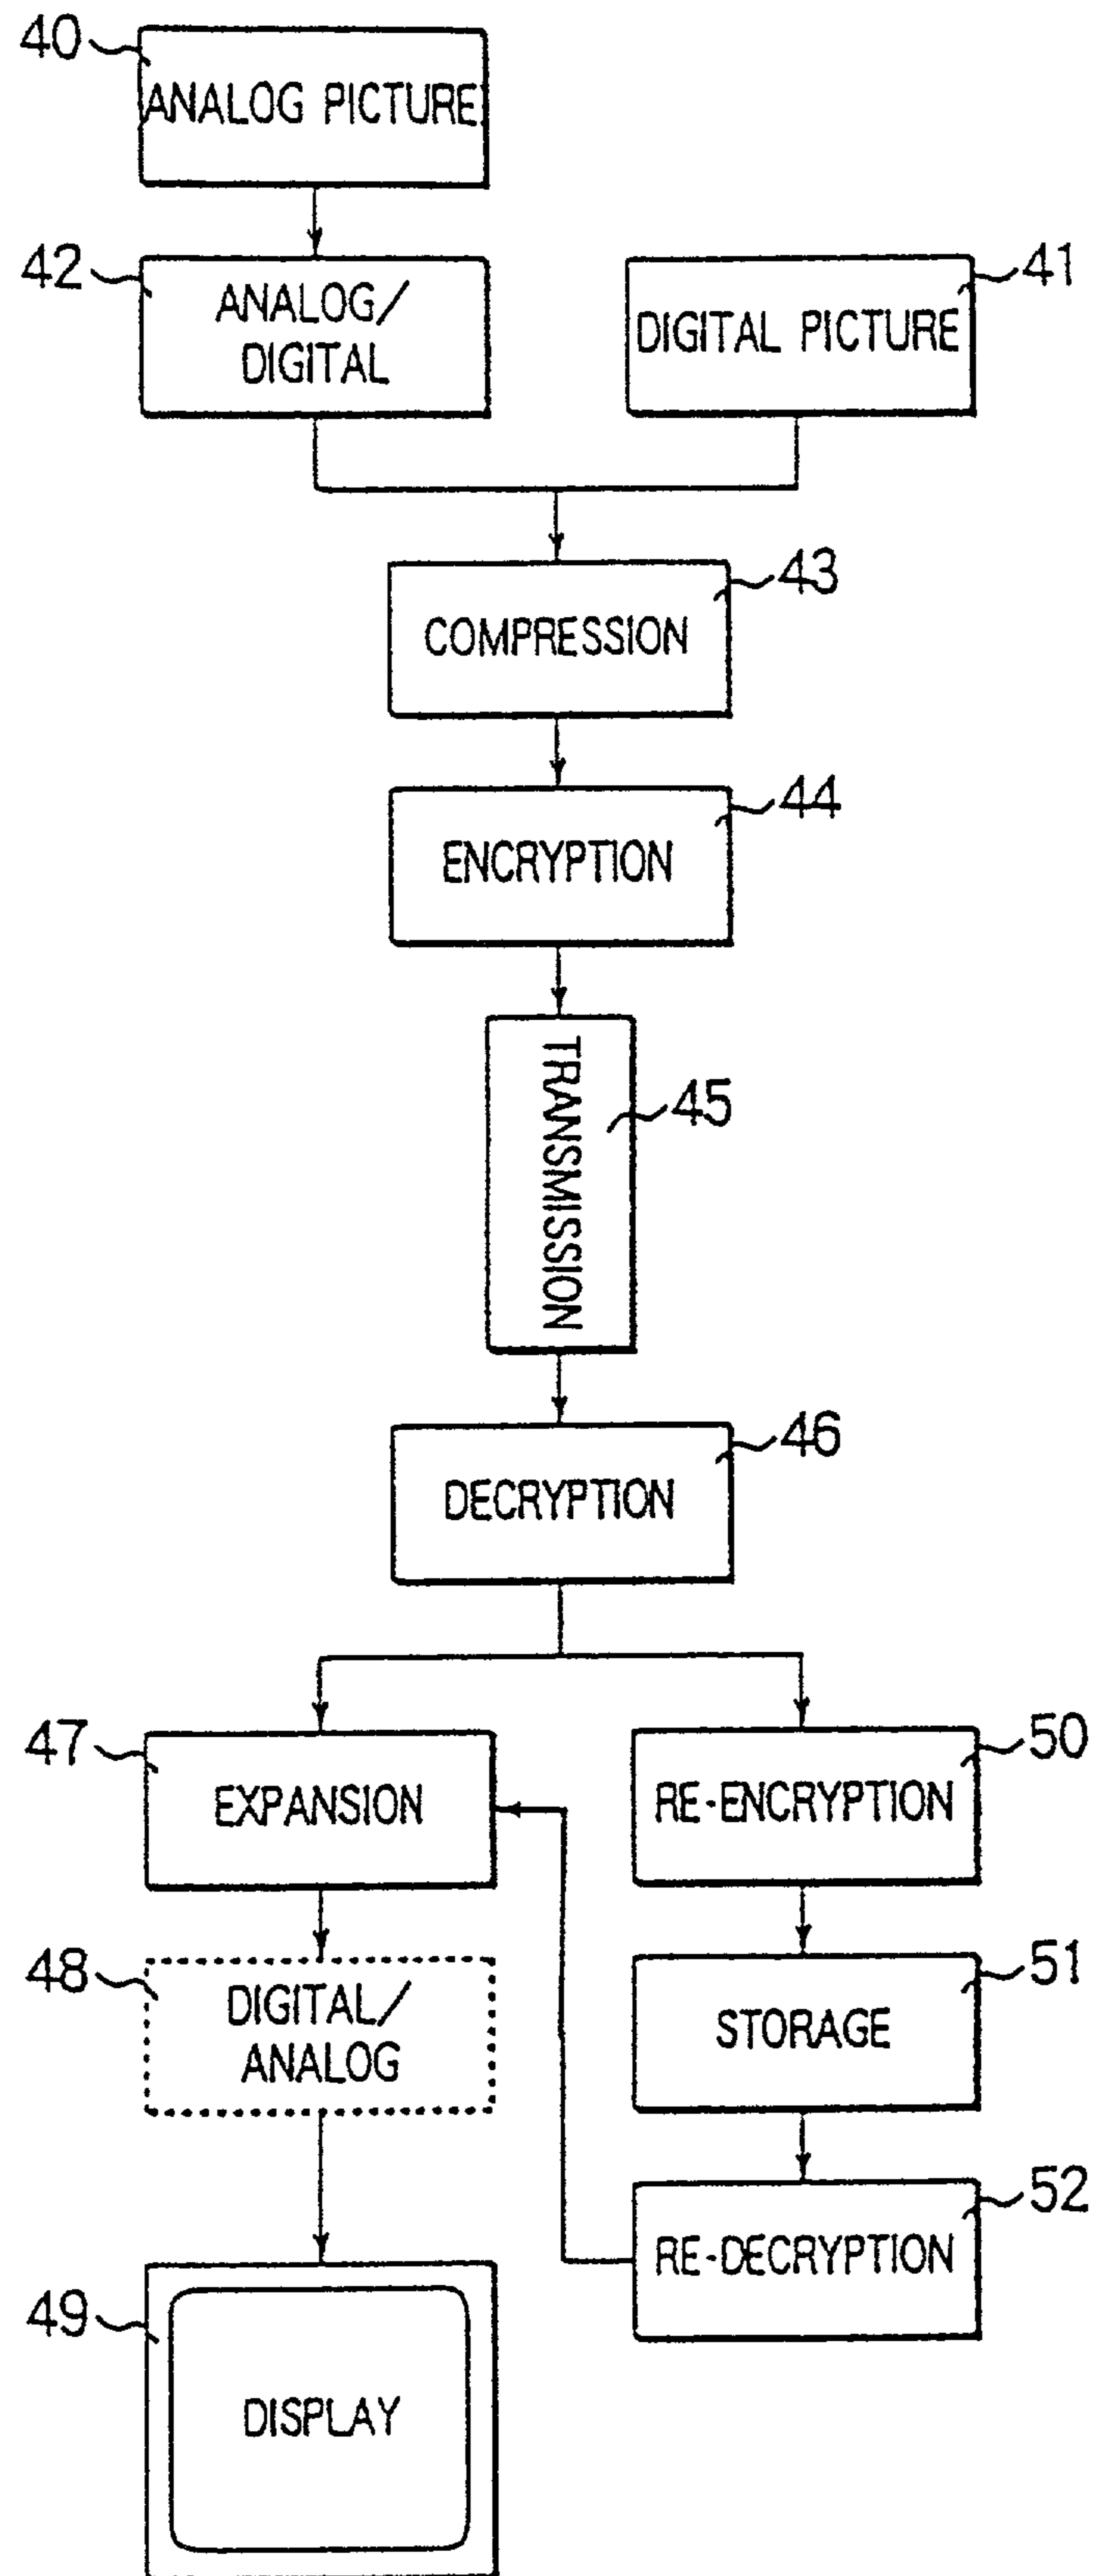 40
ANALOG PICTURE
42
ANALOG/
DIGITAL
41
DIGITAL PICTURE
43
COMPRESSION
44
ENCRYPTION
45
TRANSMISSION
46
DECRYPTION
47
EXPANSION
50
RE-ENCRYPTION
48
DIGITAL/
ANALOG
51
STORAGE
52
RE-DECRYPTION
49
DISPLAY